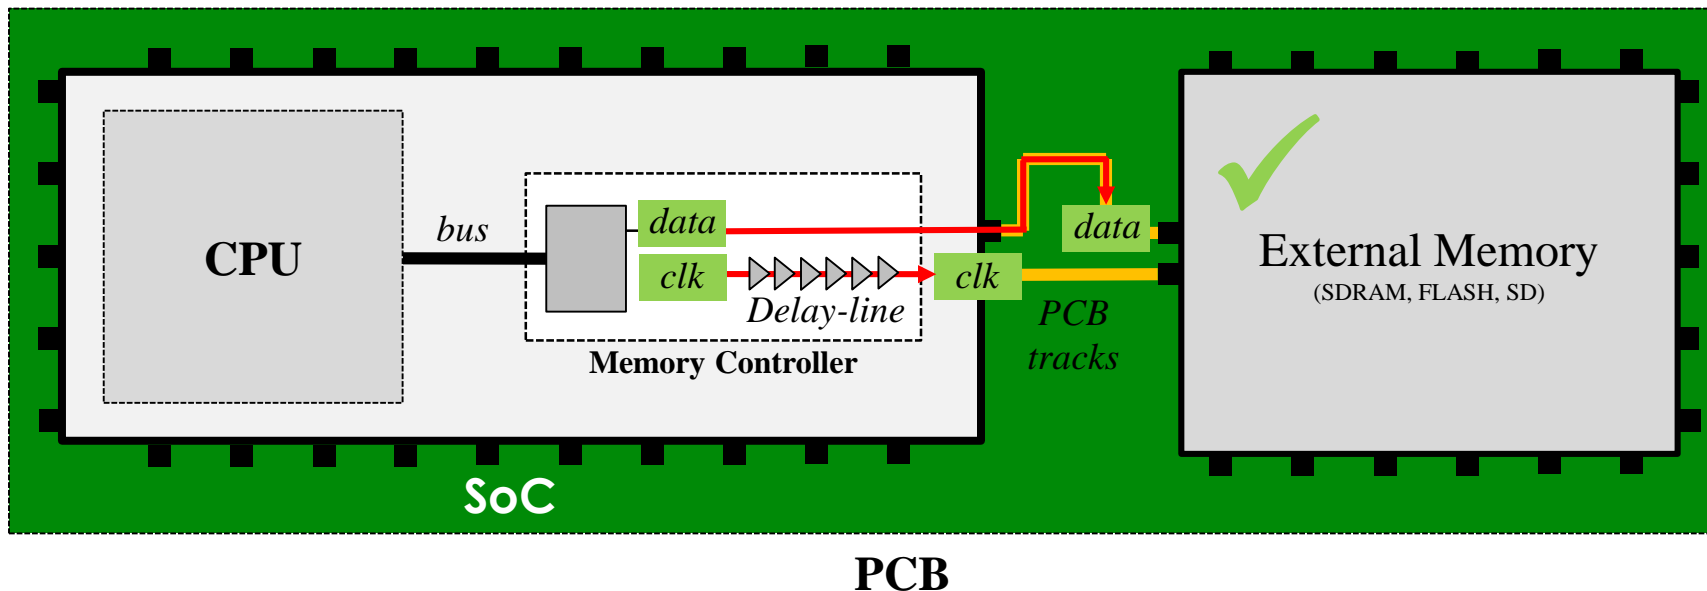 CPU
bus
data
clk
Delay-line
Memory Controller
clk
data
PCB
tracks
External Memory
(SDRAM, FLASH, SD)
SoC
PCB